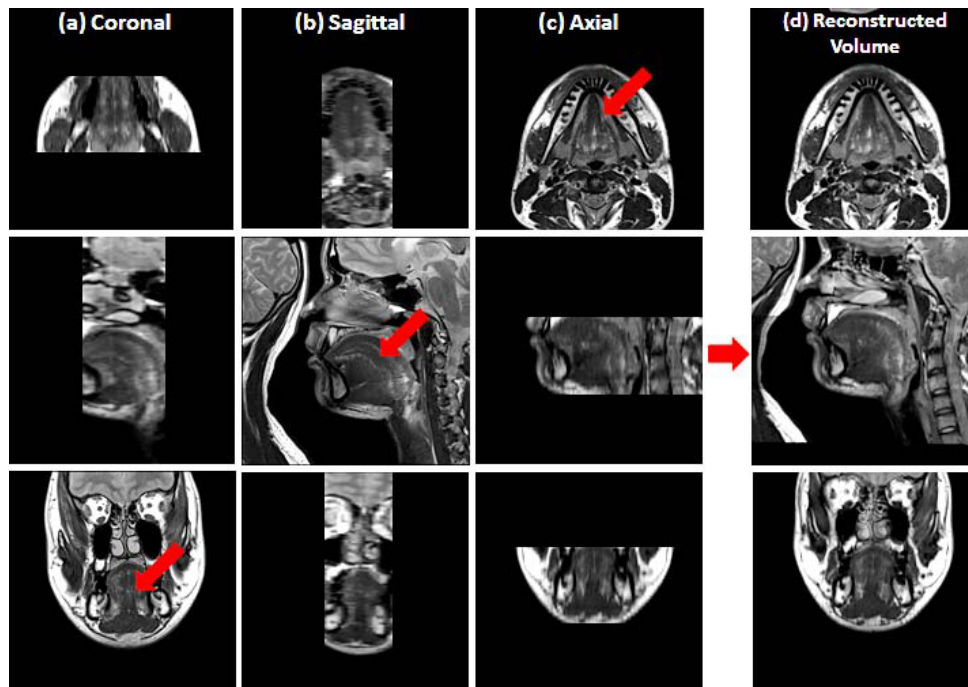 (a) Coronal
(b) Sagittal
(c) Axial
(d) Reconstructed
Volume